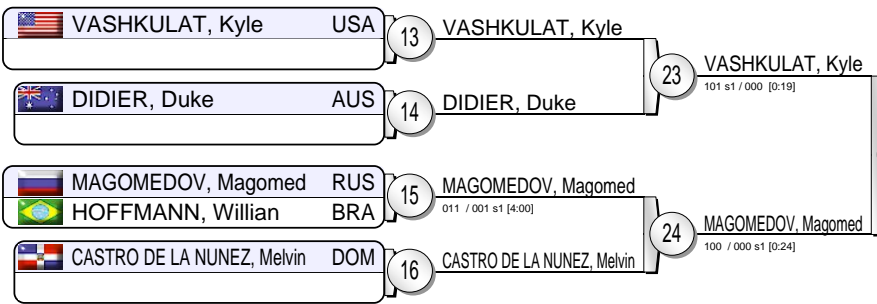 VASHKULAT, Kyle USA
13
VASHKULAT, Kyle
23
VASHKULAT, Kyle
101 s1 / 000 [0:19]
DIDIER, Duke AUS
14
DIDIER, Duke
MAGOMEDOV, Magomed RUS
HOFFMANN, Willian BRA
15
MAGOMEDOV, Magomed
011 / 001 s1 [4:00]
24
MAGOMEDOV, Magomed
100 / 000 s1 [0:24]
CASTRO DE LA NUNEZ, Melvin DOM
16
CASTRO DE LA NUNEZ, Melvin